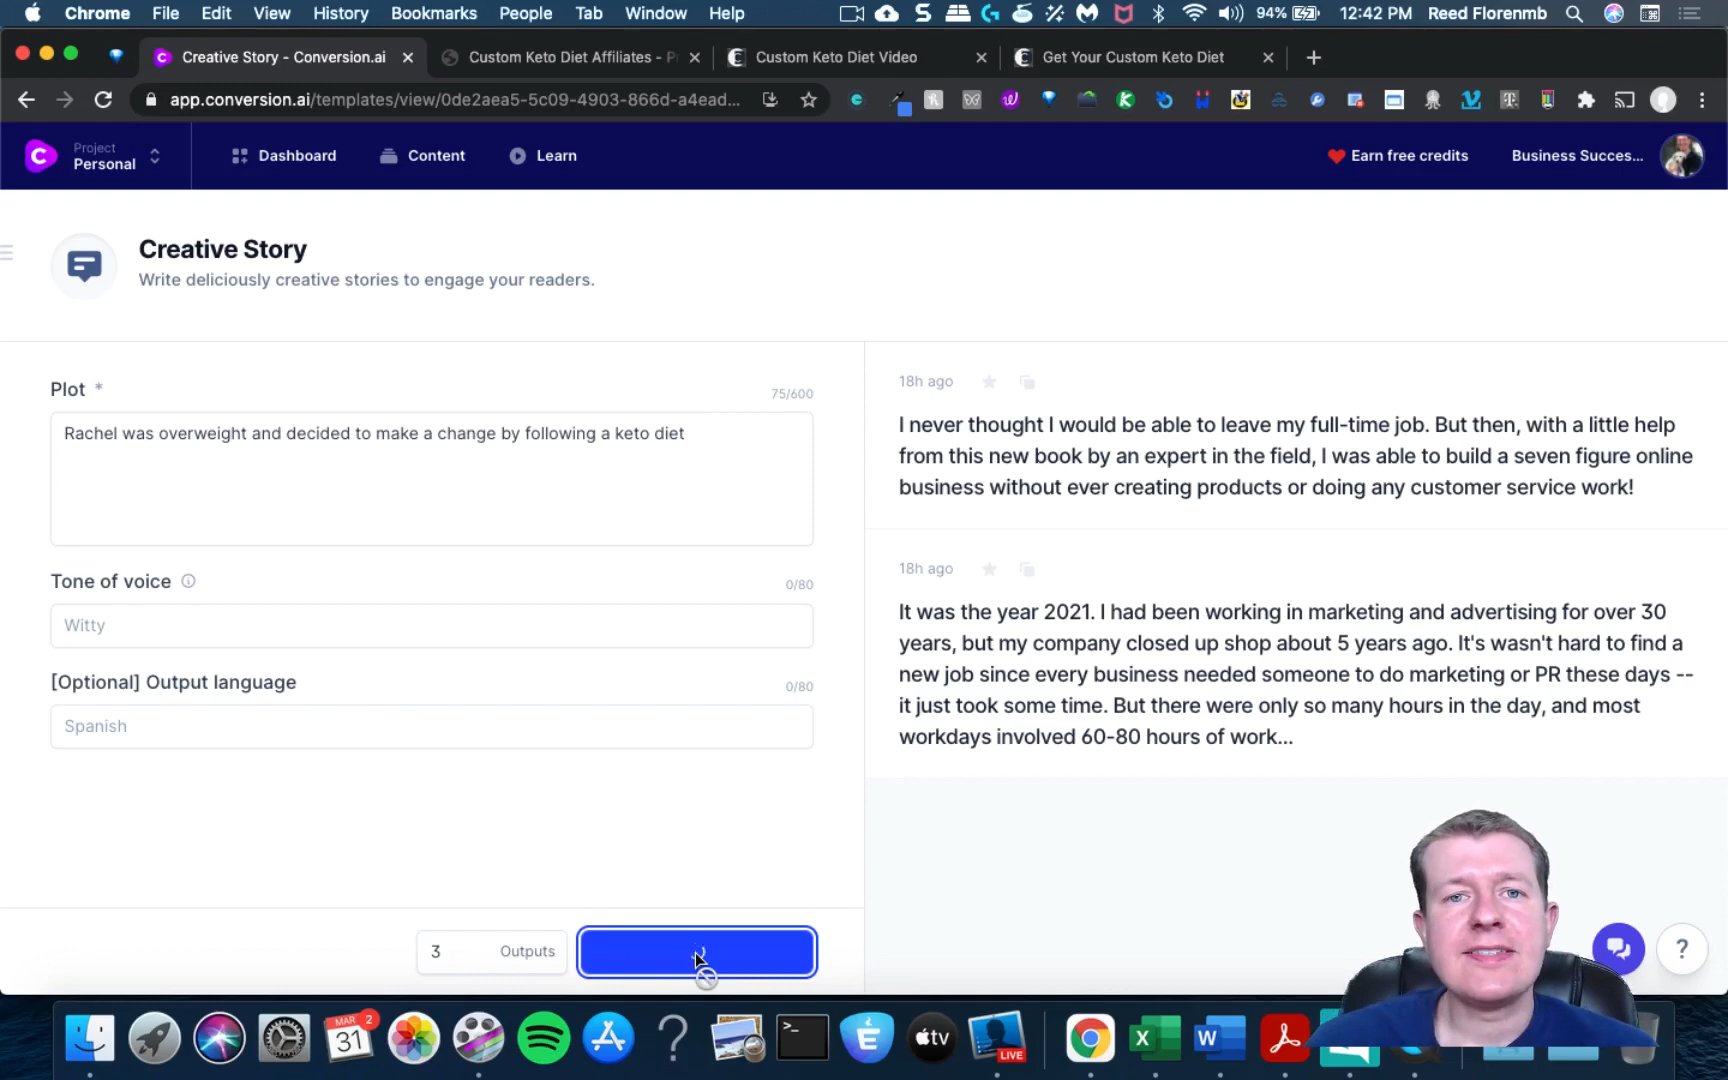 Chrome File Edit View History Bookmarks People Tab Window Help 94% 12:42 PM Reed Florenmb
Creative Story - Conversion.ai Custom Keto Diet Affiliates - Pr Custom Keto Diet Video Get Your Custom Keto Diet
app.conversion.ai/templates/view/0de2aea5-5c09-4903-866d-a4ead...
Project
Personal
Dashboard Content Learn Earn free credits Business Succes...
Creative Story
Write deliciously creative stories to engage your readers.
Plot *
75/600
Rachel was overweight and decided to make a change by following a keto diet
Tone of voice
0/80
Witty
[Optional] Output language
0/80
Spanish
3 Outputs
18h ago
I never thought I would be able to leave my full-time job. But then, with a little help
from this new book by an expert in the field, I was able to build a seven figure online
business without ever creating products or doing any customer service work!
18h ago
It was the year 2021. I had been working in marketing and advertising for over 30
years, but my company closed up shop about 5 years ago. It's wasn't hard to find a
new job since every business needed someone to do marketing or PR these days --
it just took some time. But there were only so many hours in the day, and most
workdays involved 60-80 hours of work...
?
MAR 2
31
tv
LIVE